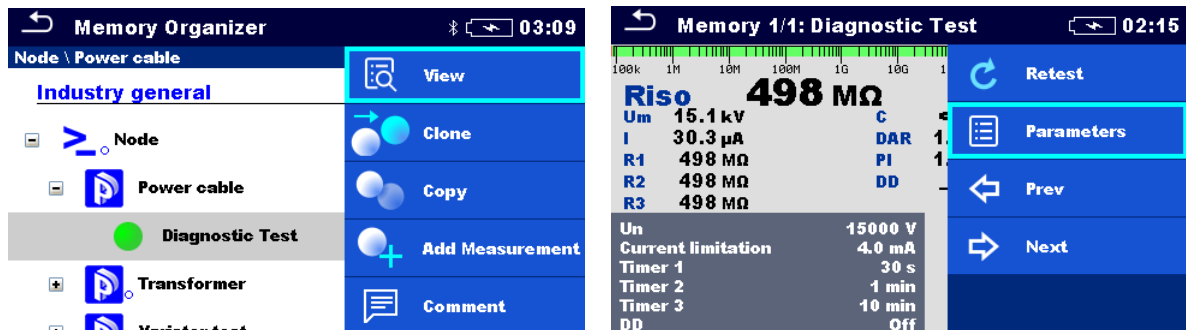 Memory Organizer 03:09
Node \ Power cable
Industry general
Node
Power cable
Diagnostic Test
Transformer
View
Clone
Copy
Add Measurement
Comment
Memory 1/1: Diagnostic Test 02:15
100k 1M 10M 100M 1G 10G
Riso 498 MΩ
Um 15.1 kV C
I 30.3 µA DAR 1.
R1 498 MΩ PI 1.
R2 498 MΩ DD _
R3 498 MΩ
Un 15000 V
Current limitation 4.0 mA
Timer 1 30 s
Timer 2 1 min
Timer 3 10 min
DD Off
Retest
Parameters
Prev
Next